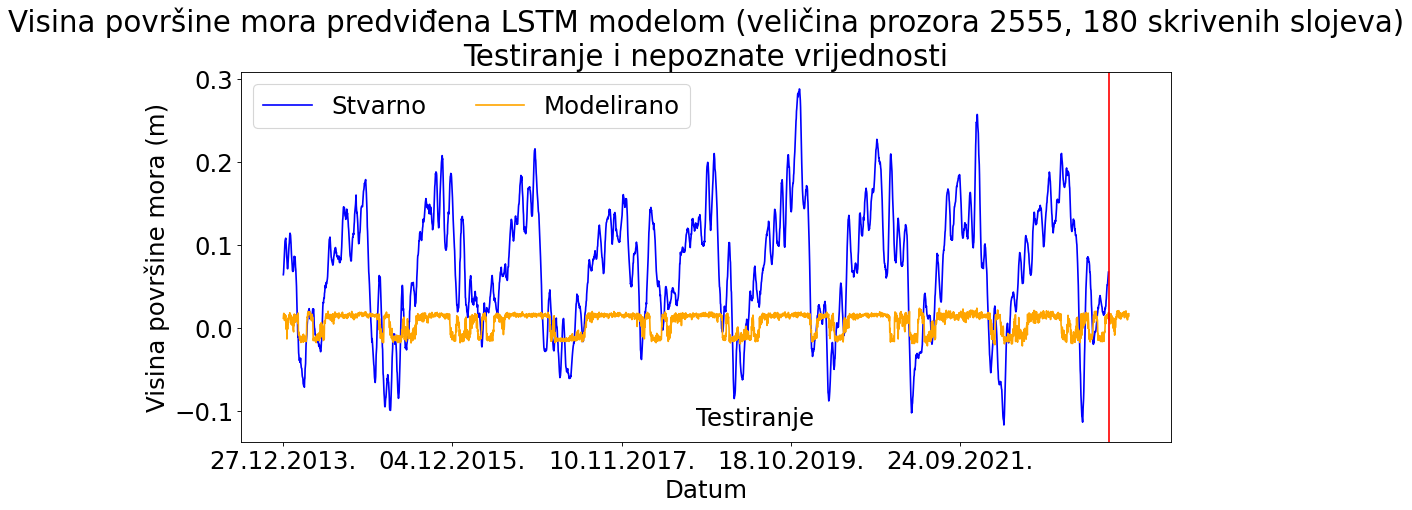 Visina površine mora predviđena LSTM modelom (veličina prozora 2555, 180 skrivenih slojeva)
Testiranje i nepoznate vrijednosti
Stvarno
Modelirano
Visina površine mora (m)
0.3
0.2
0.1
0.0
−0.1
Testiranje
27.12.2013.
04.12.2015.
10.11.2017.
18.10.2019.
24.09.2021.
Datum